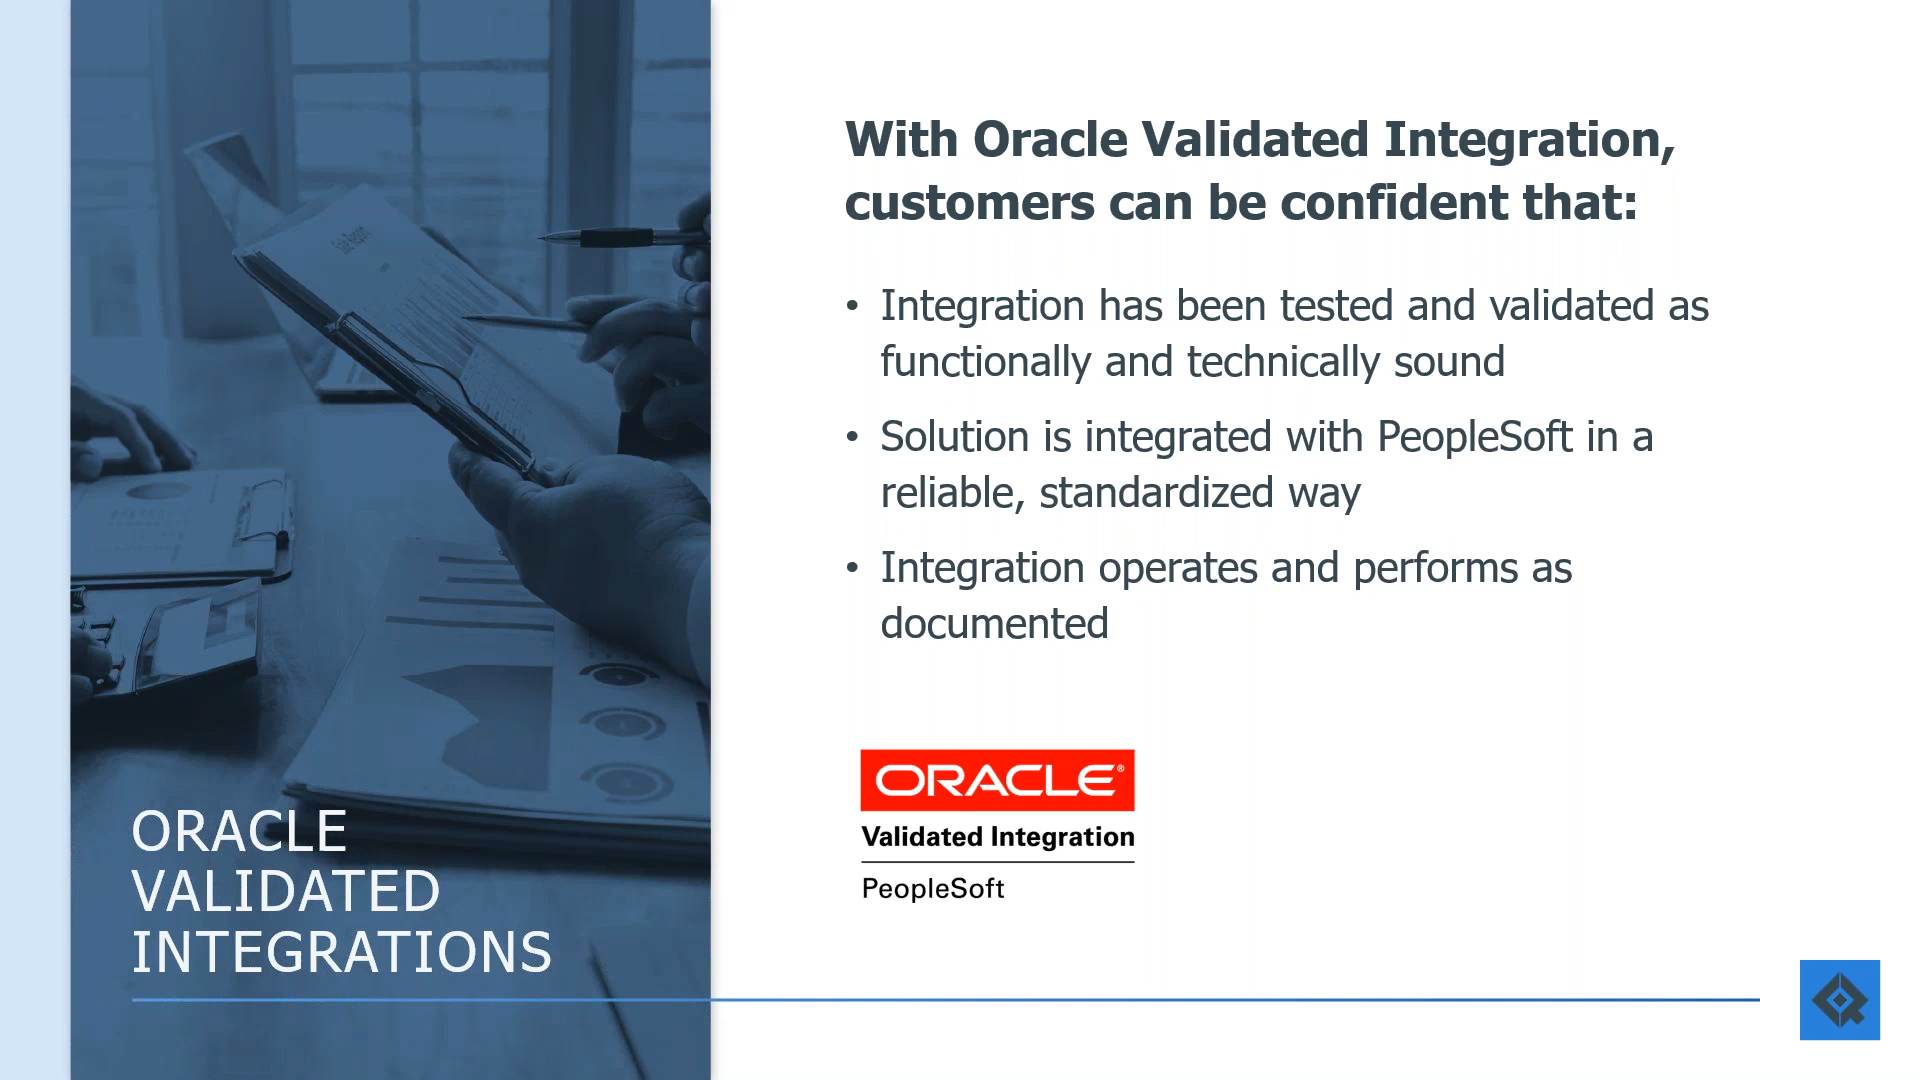 With Oracle Validated Integration,
customers can be confident that:
• Integration has been tested and validated as
functionally and technically sound
• Solution is integrated with PeopleSoft in a
reliable, standardized way
• Integration operates and performs as
documented
ORACLE®
Validated Integration
PeopleSoft
ORACLE
VALIDATED
INTEGRATIONS